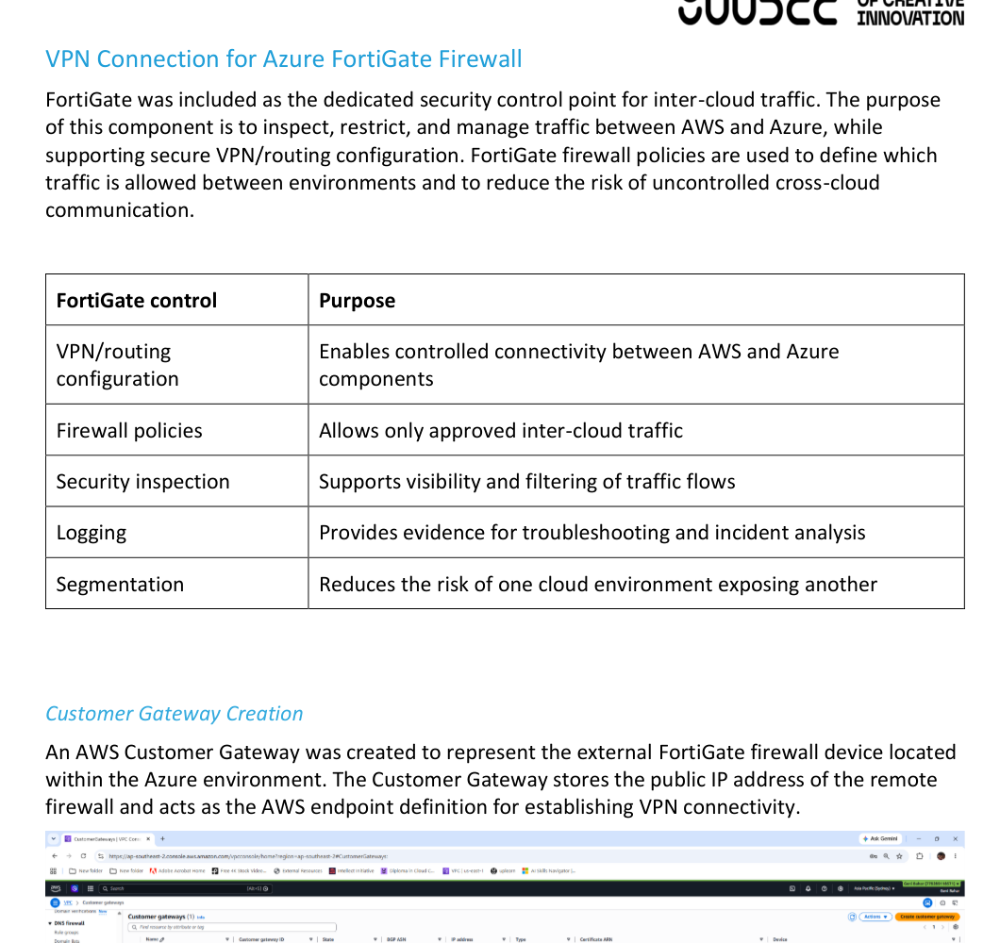 OF CREATIVE
INNOVATION
VPN Connection for Azure FortiGate Firewall
FortiGate was included as the dedicated security control point for inter-cloud traffic. The purpose
of this component is to inspect, restrict, and manage traffic between AWS and Azure, while
supporting secure VPN/routing configuration. FortiGate firewall policies are used to define which
traffic is allowed between environments and to reduce the risk of uncontrolled cross-cloud
communication.
FortiGate control Purpose
VPN/routing
configuration
Enables controlled connectivity between AWS and Azure
components
Firewall policies Allows only approved inter-cloud traffic
Security inspection Supports visibility and filtering of traffic flows
Logging Provides evidence for troubleshooting and incident analysis
Segmentation Reduces the risk of one cloud environment exposing another
Customer Gateway Creation
An AWS Customer Gateway was created to represent the external FortiGate firewall device located
within the Azure environment. The Customer Gateway stores the public IP address of the remote
firewall and acts as the AWS endpoint definition for establishing VPN connectivity.
CustomerGateways | VPC Cons Ask Gemini
https://ap-southeast-2.console.aws.amazon.com/vpcconsole/home?region=ap-southeast-2#CustomerGateways:
New folder New folder Adobe Acrobat Home Free 4K Stock Video... External Resources Intellect Initiative Diploma in Cloud C... VPC | us-east-1 AI Skills Navigator |...
aws Search [Alt+S] Asia Pacific (Sydney)
VPC > Customer gateways
Domain verifications New
DNS firewall
Rule groups
Domain lists
Customer gateways (1) Info Actions Create customer gateway
Find resource by attribute or tag 1
Name Customer gateway ID State BGP ASN IP address Type Certificate ARN Device